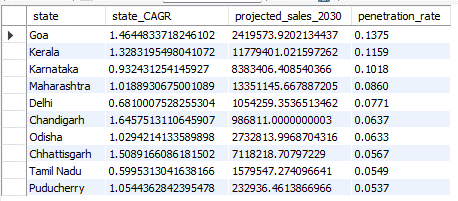 state state_CAGR projected_sales_2030 penetration_rate
Goa 1.4644833718246102 2419573.9202134437 0.1375
Kerala 1.3283195498041072 11779401.021597262 0.1159
Karnataka 0.932431254145927 8383406.408540366 0.1018
Maharashtra 1.0188930675001089 13351145.667887205 0.0860
Delhi 0.6810007528255304 1054259.3536513462 0.0771
Chandigarh 1.6457513110645907 986811.0000000003 0.0637
Odisha 1.0294214133589898 2732813.9968704316 0.0633
Chhattisgarh 1.5089166086181502 7118218.70797229 0.0567
Tamil Nadu 0.5995313041638166 1579547.274096641 0.0549
Puducherry 1.0544362842395478 232936.4613866966 0.0537